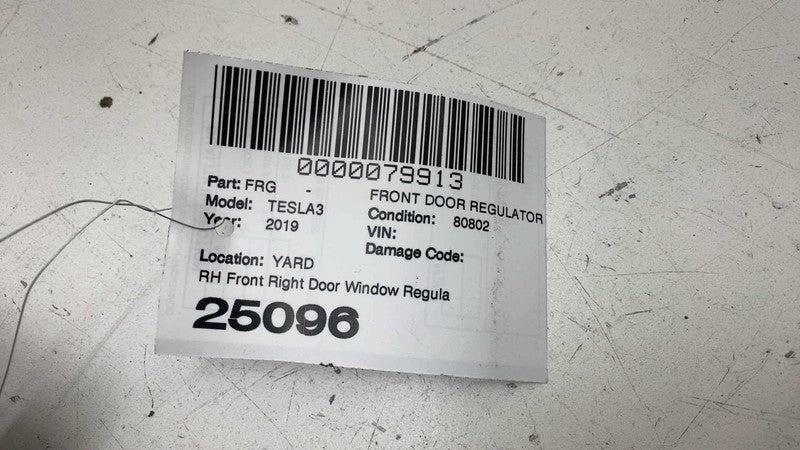 0000079913
Part: FRG - FRONT DOOR REGULATOR
Model: TESLA3 Condition: 80802
Year: 2019 VIN:
Damage Code:
Location: YARD
RH Front Right Door Window Regula
25096